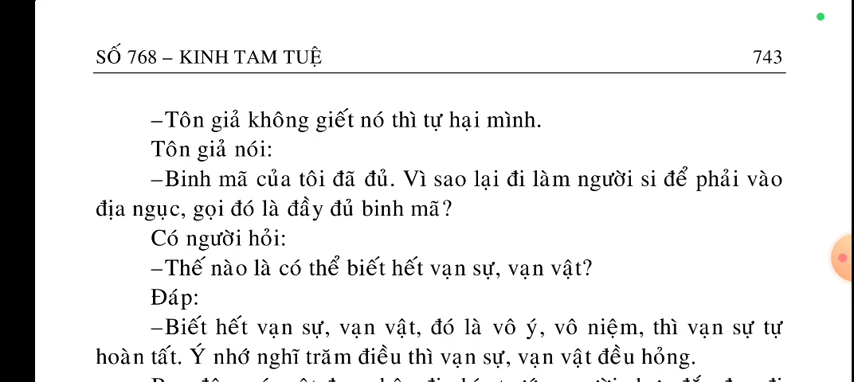 SỐ 768 – KINH TAM TUỆ 743
–Tôn giả không giết nó thì tự hại mình.
Tôn giả nói:
–Binh mã của tôi đã đủ. Vì sao lại đi làm người si để phải vào
địa ngục, gọi đó là đầy đủ binh mã?
Có người hỏi:
–Thế nào là có thể biết hết vạn sự, vạn vật?
Đáp:
–Biết hết vạn sự, vạn vật, đó là vô ý, vô niệm, thì vạn sự tự
hoàn tất. Ý nhớ nghĩ trăm điều thì vạn sự, vạn vật đều hỏng.